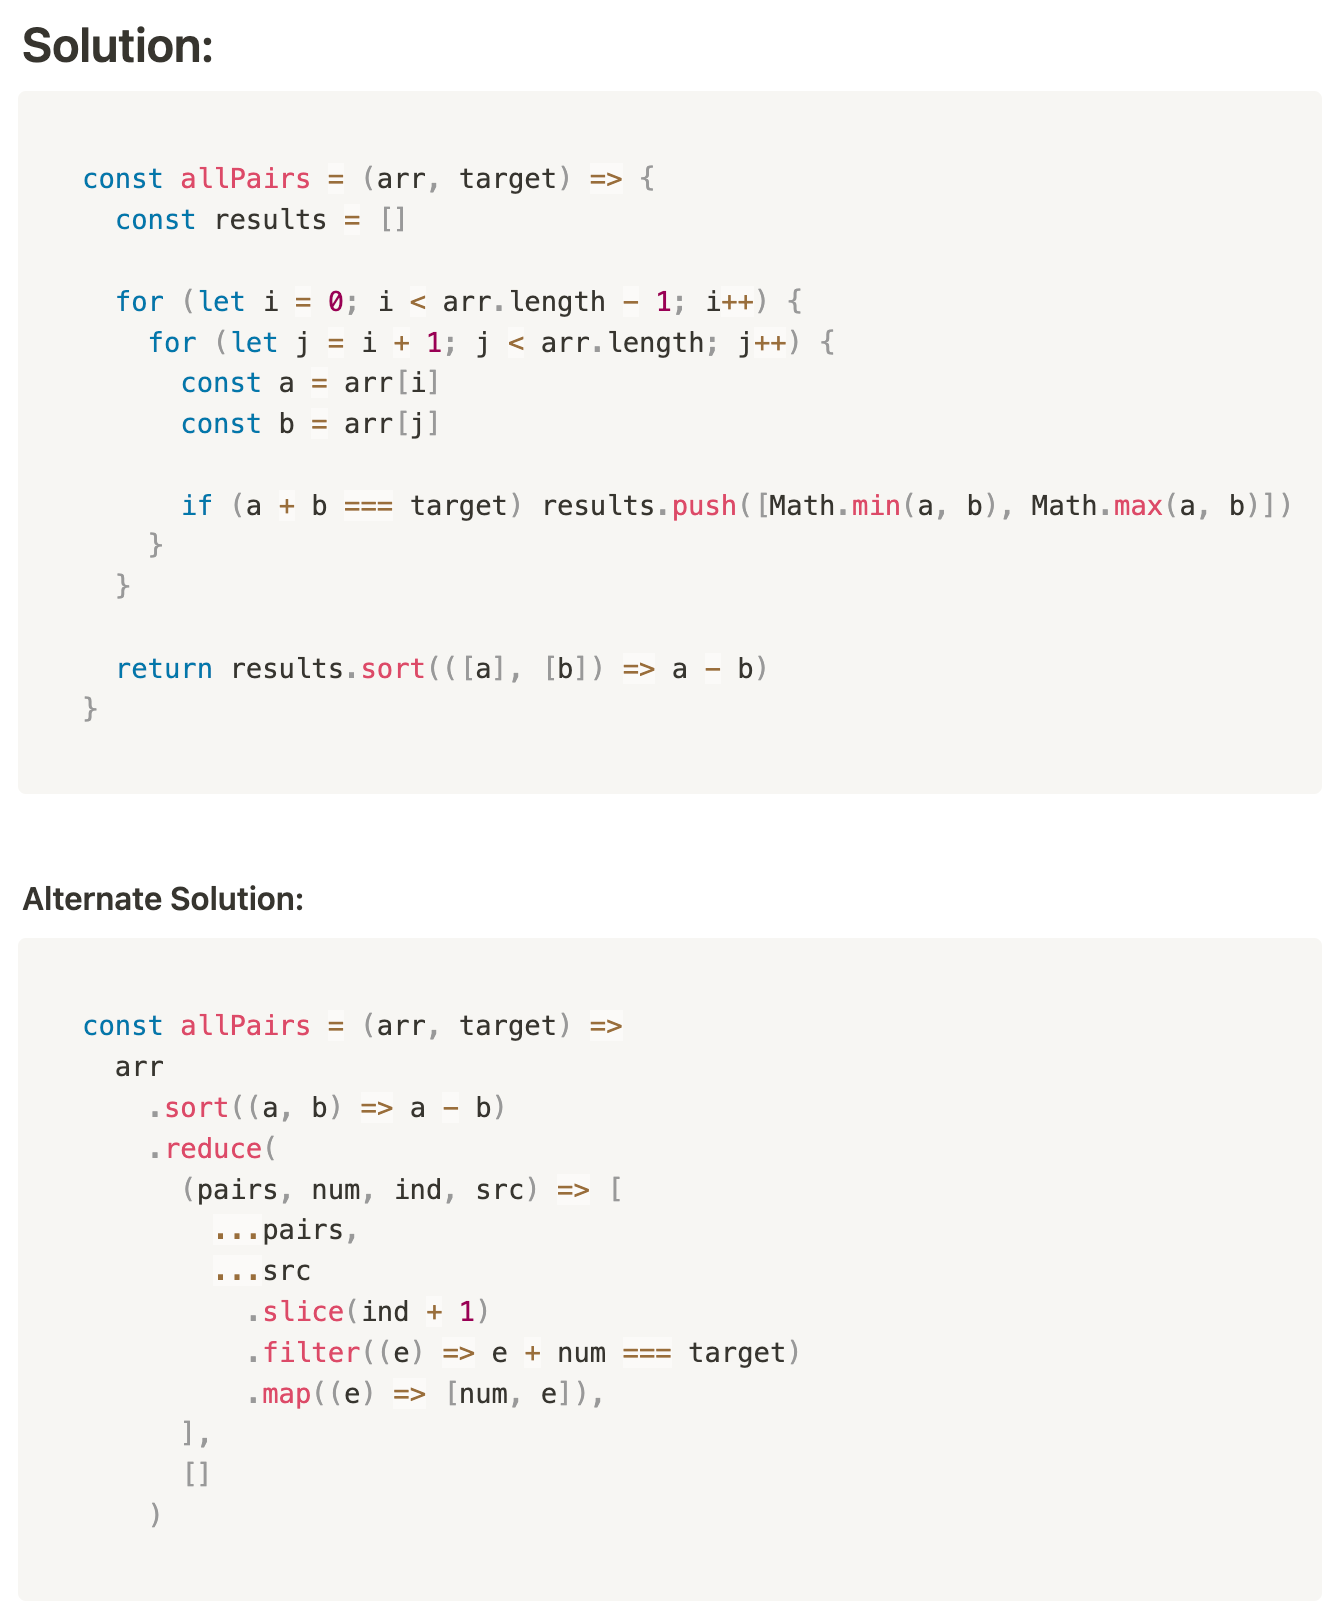 Solution:
const allPairs = (arr, target) => {
  const results = []
  for (let i = 0; i < arr.length - 1; i++) {
    for (let j = i + 1; j < arr.length; j++) {
      const a = arr[i]
      const b = arr[j]
      if (a + b === target) results.push([Math.min(a, b), Math.max(a, b)])
    }
  }
  return results.sort(([a], [b]) => a - b)
}
Alternate Solution:
const allPairs = (arr, target) =>
  arr
    .sort((a, b) => a - b)
    .reduce(
      (pairs, num, ind, src) => [
        ...pairs,
        ...src
          .slice(ind + 1)
          .filter((e) => e + num === target)
          .map((e) => [num, e]),
      ],
      []
    )